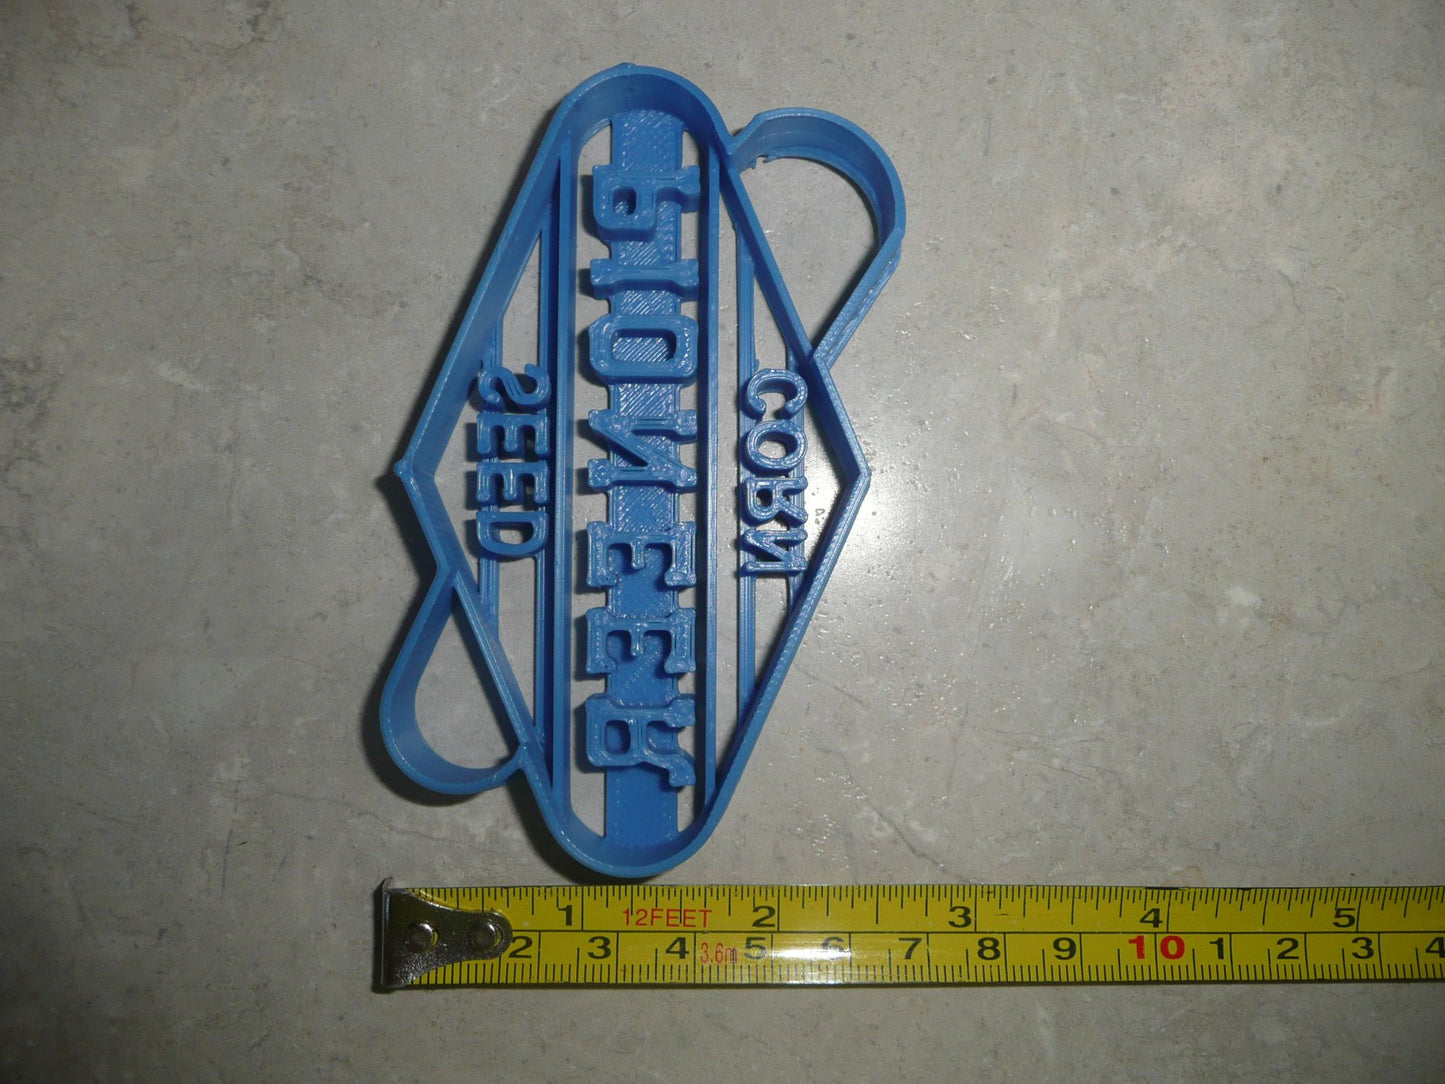 SEED
PIONEER
CORN
1 12FEET 2 3 4 5
2 3 4 3.6m 5 6 7 8 9 10 1 2 3 4